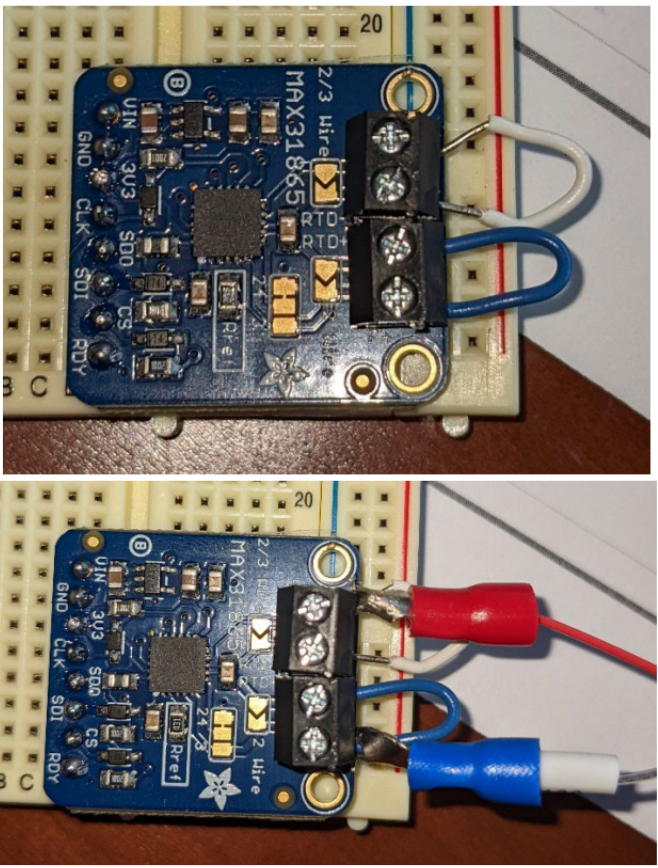 20
B
VIN
GND
3V3
CLK
SDO
SDI
CS
RDY
MAX31865
2/3 Wire
RTD-
RTD+
24 3
Rref
B C
20
B
VIN
GND
3V3
CLK
SDO
SDI
CS
RDY
MAX31865
2/3 Wire
24 3
Rref
2 Wire
B C